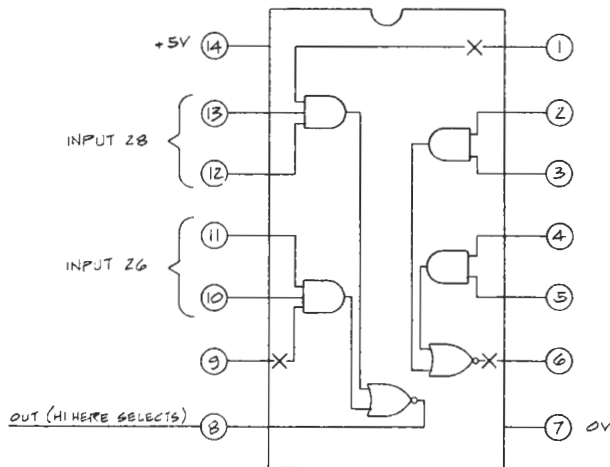 +5V 14 1
13 2
INPUT 28
12 3
11 4
INPUT 26
10 5
9 6
OUT (HI HERE SELECTS) 8 7 0V